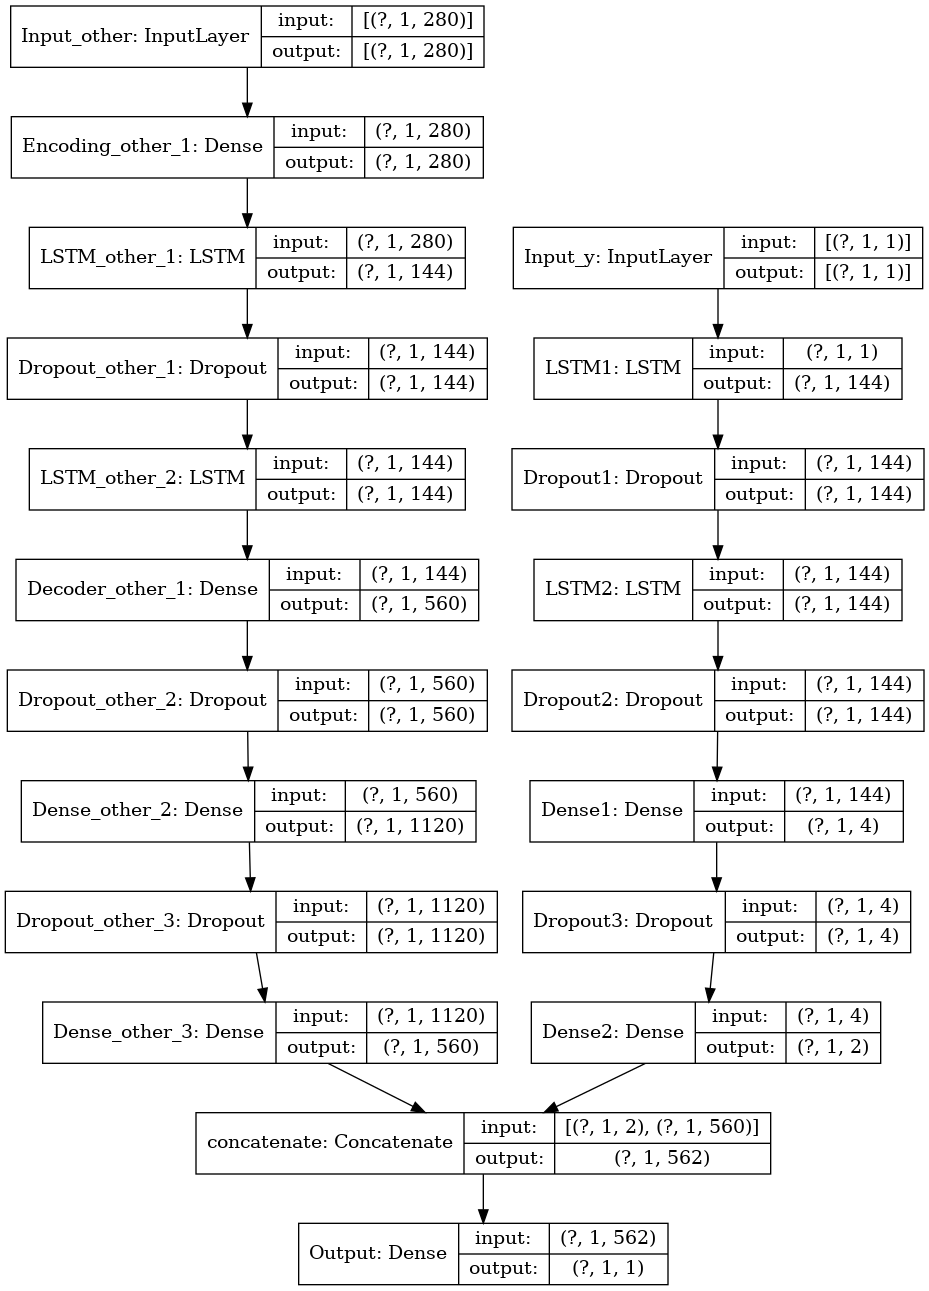 Input_other: InputLayer
input: [(?, 1, 280)]
output: [(?, 1, 280)]
Encoding_other_1: Dense
input: (?, 1, 280)
output: (?, 1, 280)
LSTM_other_1: LSTM
input: (?, 1, 280)
output: (?, 1, 144)
Input_y: InputLayer
input: [(?, 1, 1)]
output: [(?, 1, 1)]
Dropout_other_1: Dropout
input: (?, 1, 144)
output: (?, 1, 144)
LSTM1: LSTM
input: (?, 1, 1)
output: (?, 1, 144)
LSTM_other_2: LSTM
input: (?, 1, 144)
output: (?, 1, 144)
Dropout1: Dropout
input: (?, 1, 144)
output: (?, 1, 144)
Decoder_other_1: Dense
input: (?, 1, 144)
output: (?, 1, 560)
LSTM2: LSTM
input: (?, 1, 144)
output: (?, 1, 144)
Dropout_other_2: Dropout
input: (?, 1, 560)
output: (?, 1, 560)
Dropout2: Dropout
input: (?, 1, 144)
output: (?, 1, 144)
Dense_other_2: Dense
input: (?, 1, 560)
output: (?, 1, 1120)
Dense1: Dense
input: (?, 1, 144)
output: (?, 1, 4)
Dropout_other_3: Dropout
input: (?, 1, 1120)
output: (?, 1, 1120)
Dropout3: Dropout
input: (?, 1, 4)
output: (?, 1, 4)
Dense_other_3: Dense
input: (?, 1, 1120)
output: (?, 1, 560)
Dense2: Dense
input: (?, 1, 4)
output: (?, 1, 2)
concatenate: Concatenate
input: [(?, 1, 2), (?, 1, 560)]
output: (?, 1, 562)
Output: Dense
input: (?, 1, 562)
output: (?, 1, 1)